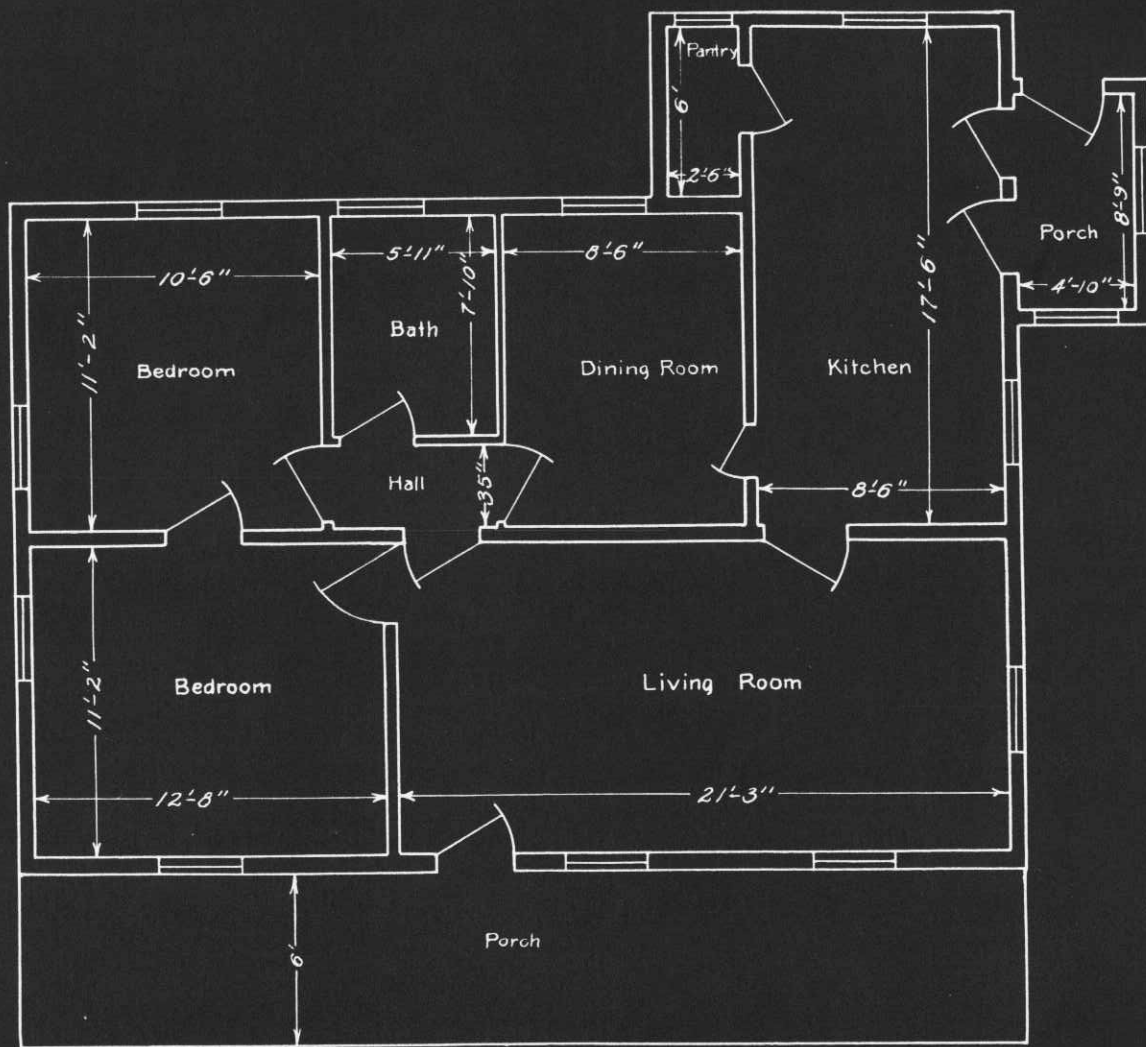 Pantry
6'
2'-6"
8'-9"
Porch
4'-10"
10'-6"
5'-11"
7'-10"
8'-6"
17'-6"
11'-2"
Bath
Bedroom
Dining Room
Kitchen
Hall
35"
8'-6"
11'-2"
Bedroom
Living Room
12'-8"
21'-3"
Porch
6'